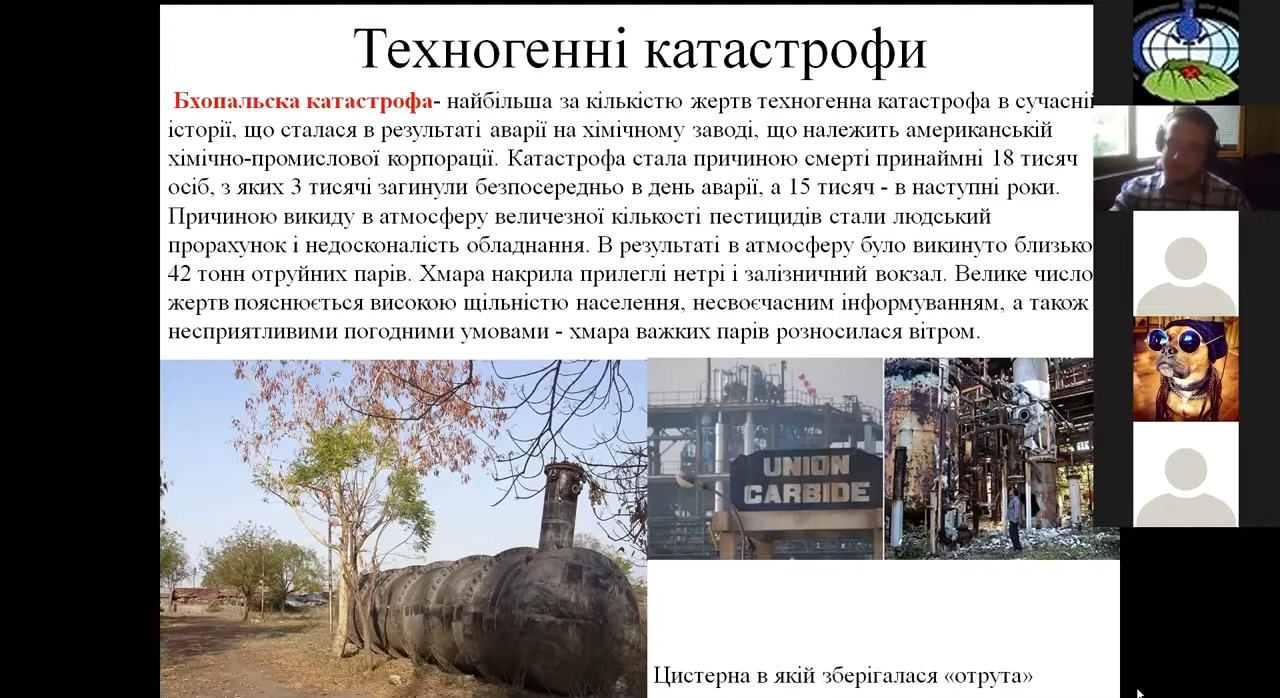 Техногенні катастрофи
Бхопальска катастрофа- найбільша за кількістю жертв техногенна катастрофа в сучасній
історії, що сталася в результаті аварії на хімічному заводі, що належить американській
хімічно-промислової корпорації. Катастрофа стала причиною смерті принаймні 18 тисяч
осіб, з яких 3 тисячі загинули безпосередньо в день аварії, а 15 тисяч - в наступні роки.
Причиною викиду в атмосферу величезної кількості пестицидів стали людський
прорахунок і недосконалість обладнання. В результаті в атмосферу було викинуто близько
42 тонн отруйних парів. Хмара накрила прилеглі нетрі і залізничний вокзал. Велике число
жертв пояснюється високою щільністю населення, несвоєчасним інформуванням, а також
несприятливими погодними умовами - хмара важких парів розносилася вітром.
UNION
CARBIDE
Цистерна в якій зберігалася «отрута»